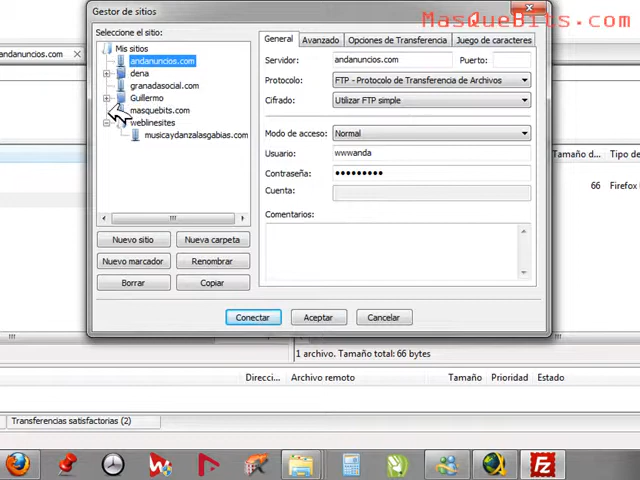 Gestor de sitios
MasQueBits.com
andanuncios.com
Seleccione el sitio:
Mis sitios
andanuncios.com
dena
granadasocial.com
Guillermo
masquebits.com
weblinesites
musicaydanzalasgabias.com
Nuevo sitio
Nueva carpeta
Nuevo marcador
Renombrar
Borrar
Copiar
General
Avanzado
Opciones de Transferencia
Juego de caracteres
Servidor:
andanuncios.com
Puerto:
Protocolo:
FTP - Protocolo de Transferencia de Archivos
Cifrado:
Utilizar FTP simple
Modo de acceso:
Normal
Usuario:
wwwanda
Contraseña:
●●●●●●●●●
Cuenta:
Comentarios:
Conectar
Aceptar
Cancelar
Tamaño d...
Tipo de
66
Firefox
1 archivo. Tamaño total: 66 bytes
Direcci...
Archivo remoto
Tamaño
Prioridad
Estado
Transferencias satisfactorias (2)